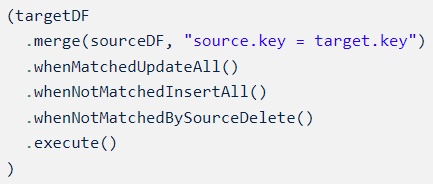 (targetDF
  .merge(sourceDF, "source.key = target.key")
  .whenMatchedUpdateAll()
  .whenNotMatchedInsertAll()
  .whenNotMatchedBySourceDelete()
  .execute()
)